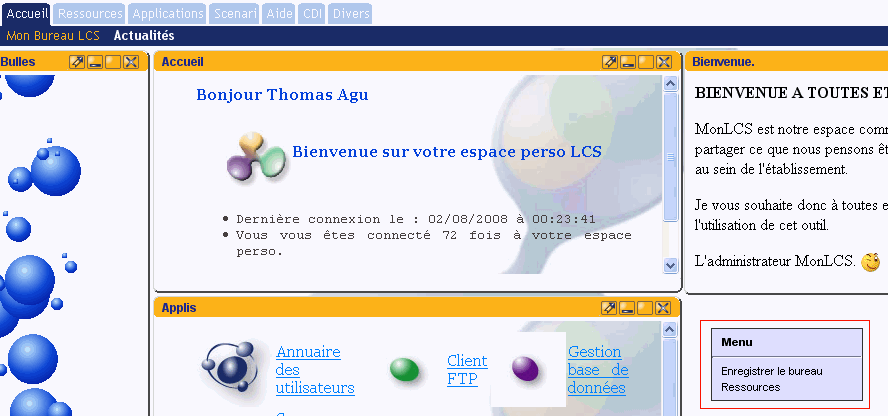 Accueil Ressources Applications Scenari Aide CDI Divers
Mon Bureau LCS Actualités
Bulles
Accueil
Bonjour Thomas Agu
Bienvenue sur votre espace perso LCS
Dernière connexion le : 02/08/2008 à 00:23:41
Vous vous êtes connecté 72 fois à votre espace
perso.
Applis
Annuaire
des
utilisateurs
Client
FTP
Gestion
base de
données
Bienvenue.
BIENVENUE A TOUTES ET
MonLCS est notre espace comm
partager ce que nous pensons êt
au sein de l'établissement.
Je vous souhaite donc à toutes e
l'utilisation de cet outil.
L'administrateur MonLCS.
Menu
Enregistrer le bureau
Ressources